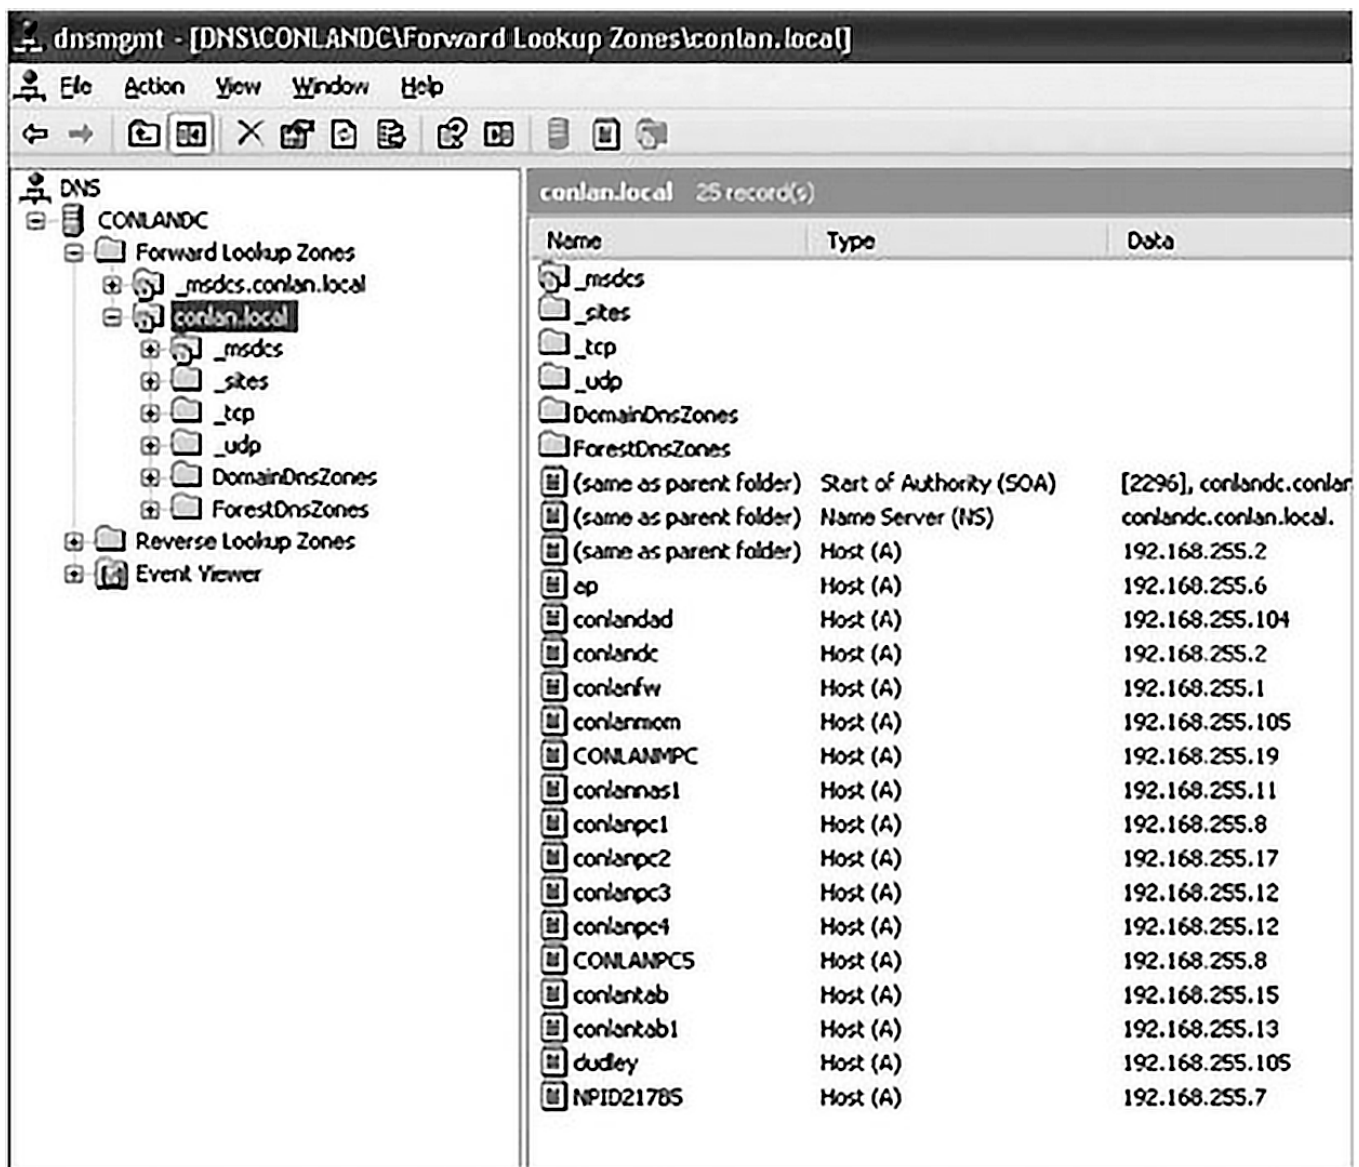 dnsmgmt - [DNS\CONLANDC\Forward Lookup Zones\conlan.local]
File Action View Window Help
DNS
CONLANDC
Forward Lookup Zones
_msdcs.conlan.local
conlan.local
_msdcs
_sites
_tcp
_udp
DomainDnsZones
ForestDnsZones
Reverse Lookup Zones
Event Viewer
conlan.local 25 record(s)
Name Type Data
_msdcs
_sites
_tcp
_udp
DomainDnsZones
ForestDnsZones
(same as parent folder) Start of Authority (SOA) [2296], conlandc.conlan
(same as parent folder) Name Server (NS) conlandc.conlan.local.
(same as parent folder) Host (A) 192.168.255.2
ap Host (A) 192.168.255.6
conlandad Host (A) 192.168.255.104
conlandc Host (A) 192.168.255.2
conlanfw Host (A) 192.168.255.1
conlanmom Host (A) 192.168.255.105
CONLANMPC Host (A) 192.168.255.19
conlannas1 Host (A) 192.168.255.11
conlanpc1 Host (A) 192.168.255.8
conlanpc2 Host (A) 192.168.255.17
conlanpc3 Host (A) 192.168.255.12
conlanpc4 Host (A) 192.168.255.12
CONLANPC5 Host (A) 192.168.255.8
conlantab Host (A) 192.168.255.15
conlantab1 Host (A) 192.168.255.13
dudley Host (A) 192.168.255.105
NPID21785 Host (A) 192.168.255.7